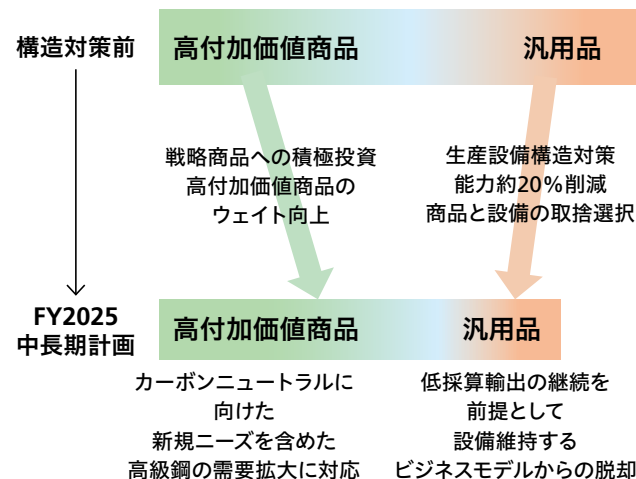 構造対策前
高付加価値商品
汎用品
戦略商品への積極投資
高付加価値商品の
ウェイト向上
生産設備構造対策
能力約20%削減
商品と設備の取捨選択
FY2025
中長期計画
高付加価値商品
汎用品
カーボンニュートラルに
向けた
新規ニーズを含めた
高級鋼の需要拡大に対応
低採算輸出の継続を
前提として
設備維持する
ビジネスモデルからの脱却